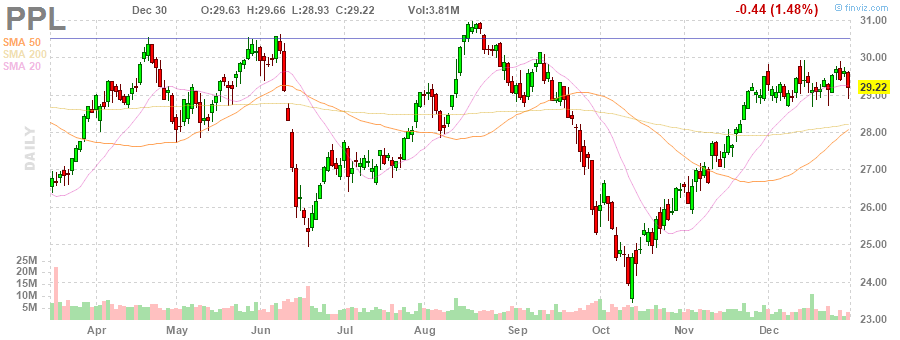 PPL Dec 30 O:29.63 H:29.66 L:28.93 C:29.22 Vol:3.81M -0.44 (1.48%) © finviz.com
SMA 50
SMA 200
SMA 20
DAILY
31.00
30.00
29.22
29.00
28.00
27.00
26.00
25.00
24.00
23.00
25M
20M
15M
10M
5M
Apr May Jun Jul Aug Sep Oct Nov Dec